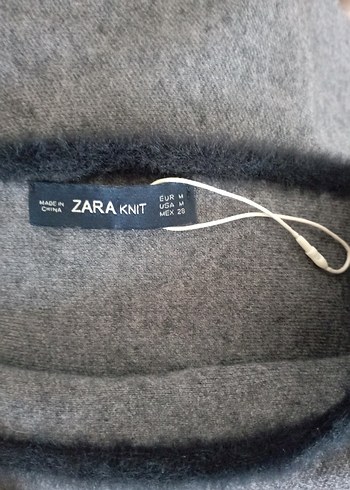 MADE IN
CHINA
ZARA KNIT
EUR M
USA M
MEX 28